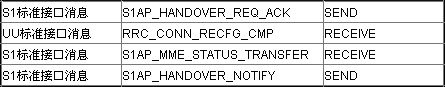 S1标准接口消息 S1AP_HANDOVER_REQ_ACK SEND
UU标准接口消息 RRC_CONN_RECFG_CMP RECEIVE
S1标准接口消息 S1AP_MME_STATUS_TRANSFER RECEIVE
S1标准接口消息 S1AP_HANDOVER_NOTIFY SEND